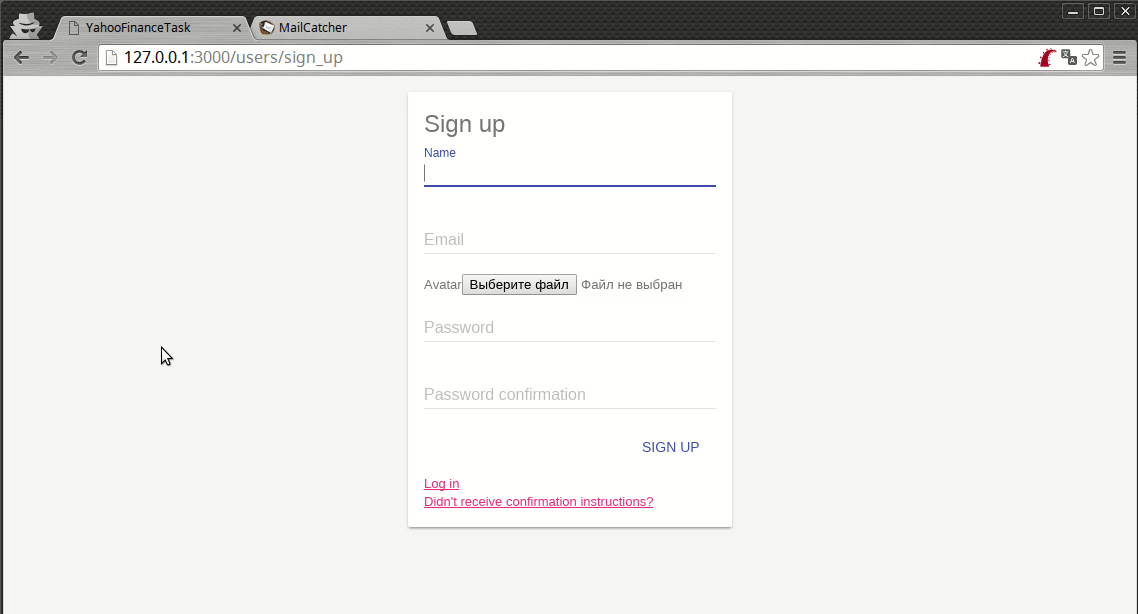 YahooFinanceTask
MailCatcher
127.0.0.1:3000/users/sign_up
Sign up
Name
Email
Avatar Выберите файл Файл не выбран
Password
Password confirmation
SIGN UP
Log in
Didn't receive confirmation instructions?